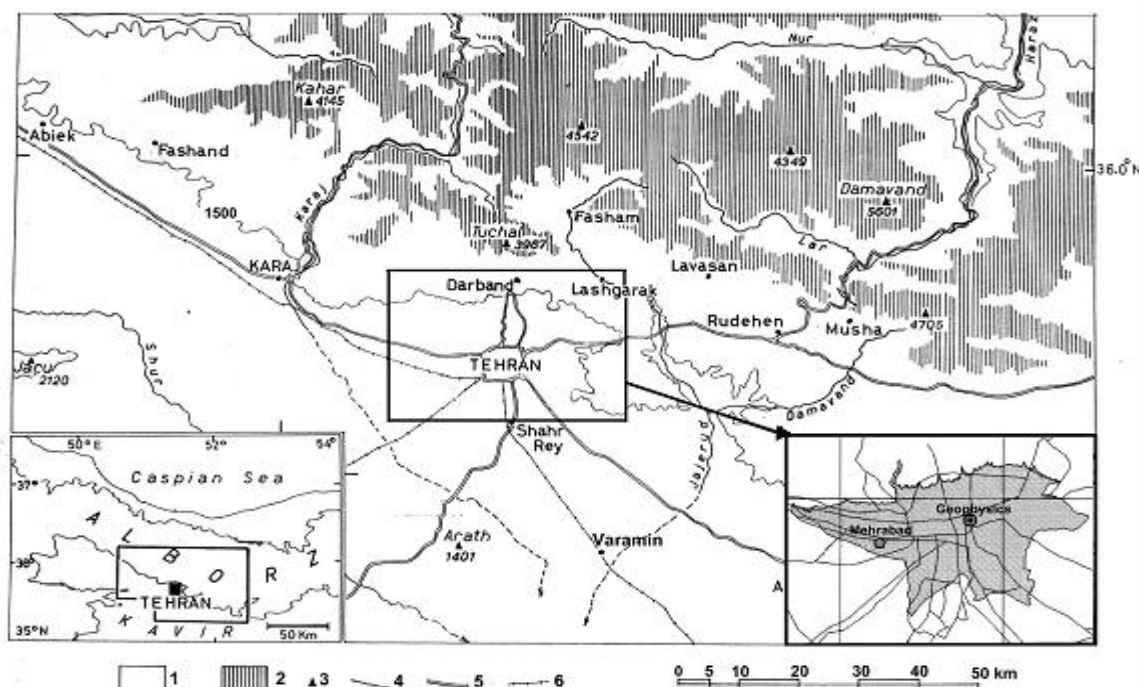 Nur
Haraz
Kahar
4145
Abiek
Fashand
4542
4349
36.0°N
Damavand
5601
Karaj
1500
Fasham
Tuchal
3967
Lar
KARAJ
Darband
Lashgarak
Lavasan
Rudehen
Musha
4705
TEHRAN
Shur
Jaru
2120
Damavand
Shahr
Rey
Jajerud
50°E 52° 54°
Caspian Sea
37°
A L B O R Z
36°
TEHRAN
KAVIR
35°N
50 Km
Arath
1401
Varamin
A
Geophysics
Mehrabad
1 2 3 4 5 6
0 5 10 20 30 50 km